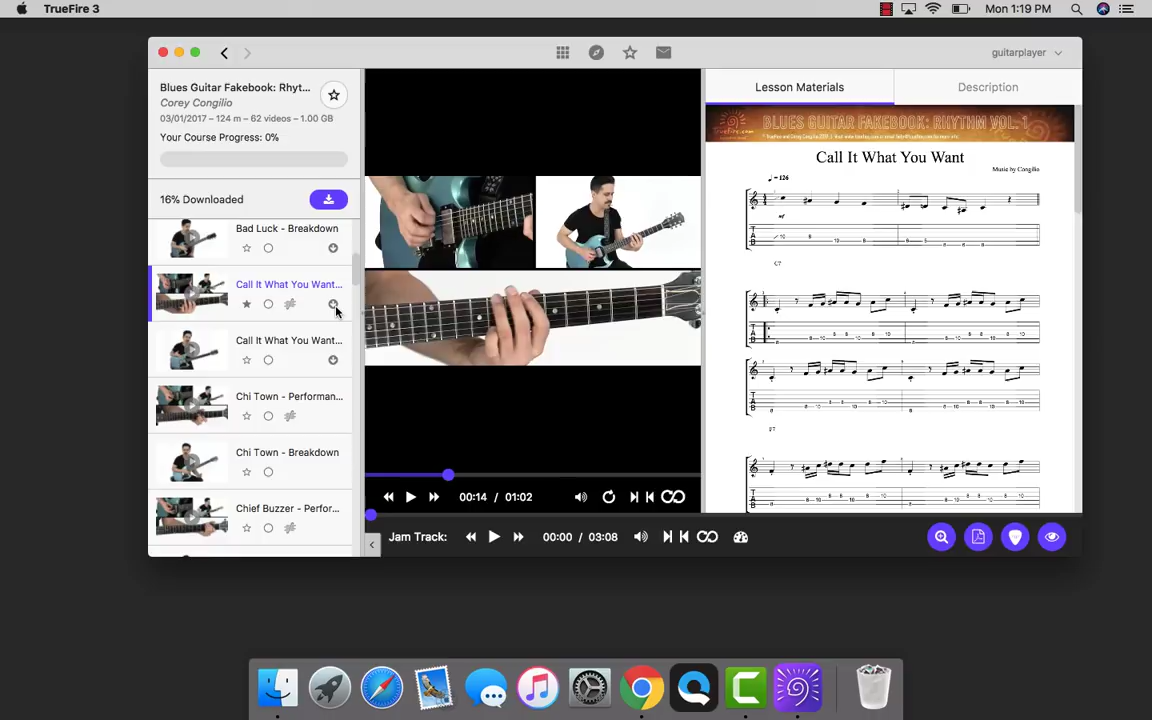 TrueFire 3
Mon 1:19 PM
guitarplayer
Blues Guitar Fakebook: Rhyt...
Corey Congilio
03/01/2017 – 124 m – 62 videos – 1.00 GB
Your Course Progress: 0%
16% Downloaded
Bad Luck - Breakdown
Call It What You Want...
Call It What You Want...
Chi Town - Performan...
Chi Town - Breakdown
Chief Buzzer - Perfor...
00:14 / 01:02
Jam Track:
00:00 / 03:08
Lesson Materials
Description
BLUES GUITAR FAKEBOOK: RHYTHM VOL. 1
Call It What You Want
Music by Congilio
= 126
mf
C7
F7